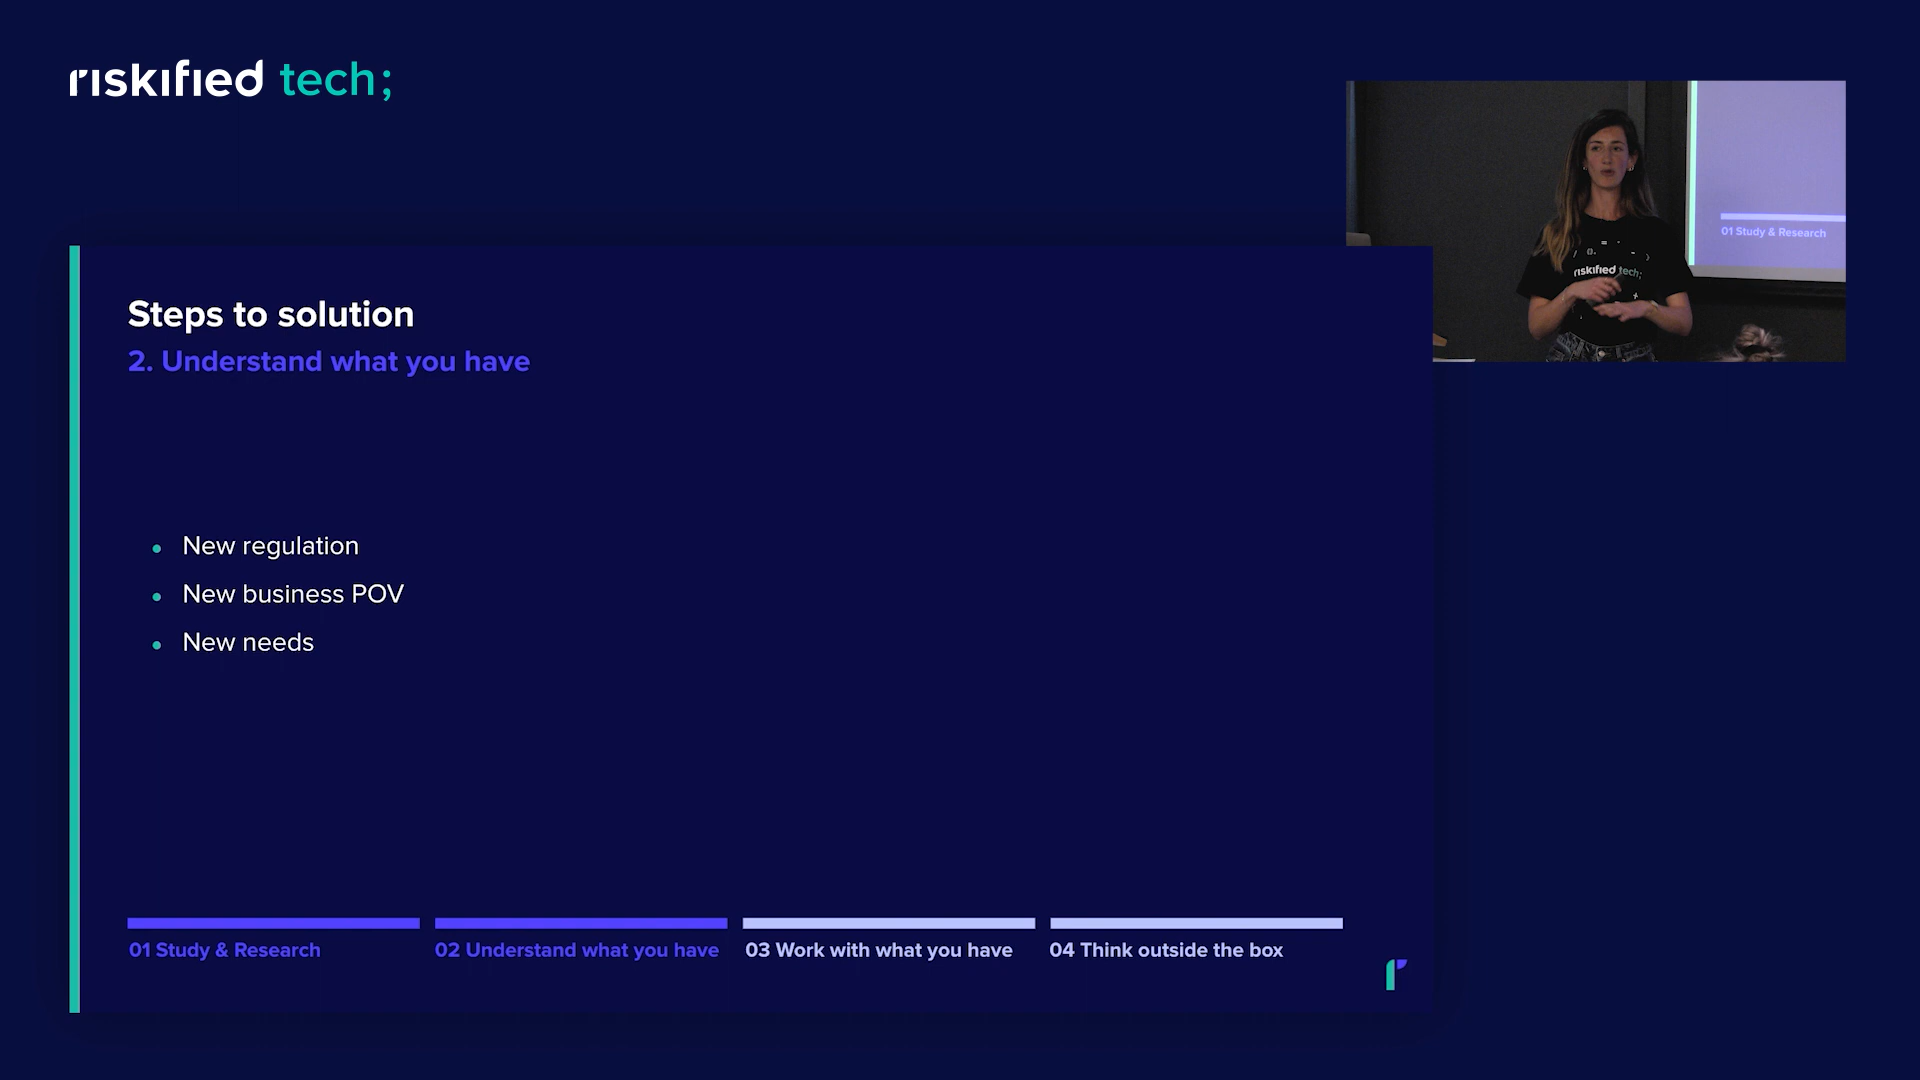 riskified tech;
01 Study & Research
riskified tech;
Steps to solution
2. Understand what you have
New regulation
New business POV
New needs
01 Study & Research
02 Understand what you have
03 Work with what you have
04 Think outside the box